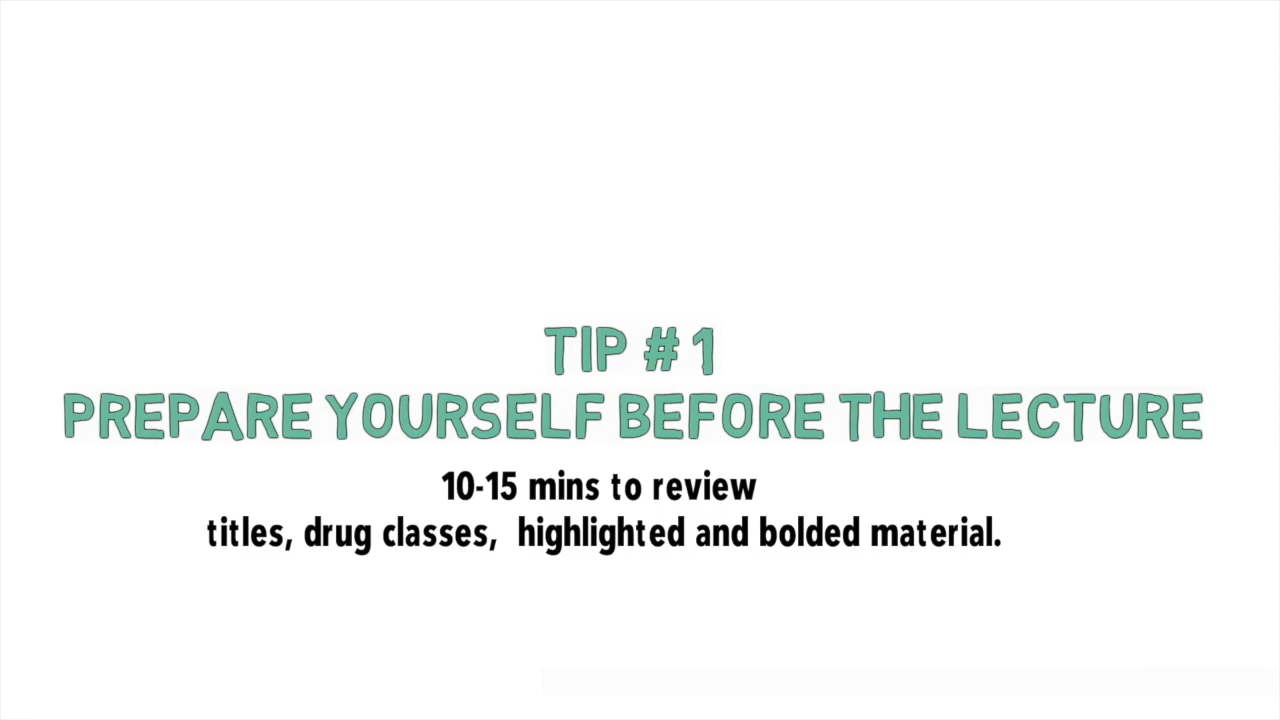 TIP # 1
PREPARE YOURSELF BEFORE THE LECTURE
10-15 mins to review
titles, drug classes, highlighted and bolded material.